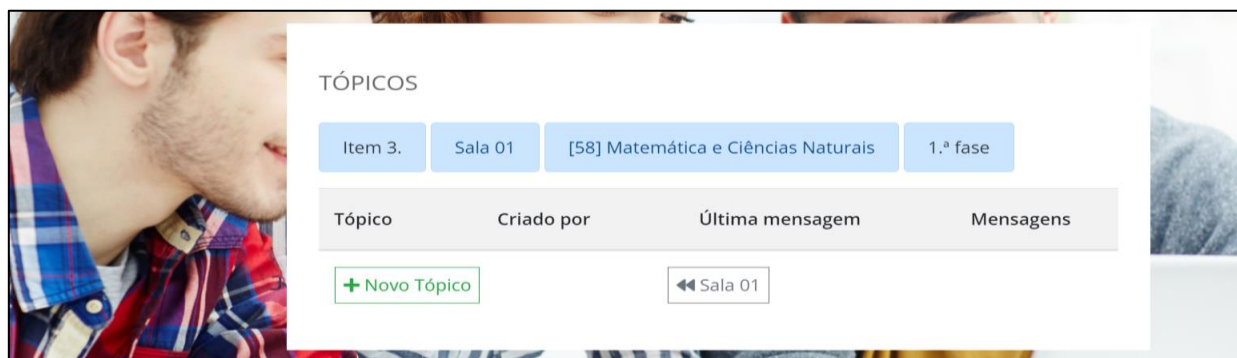 TÓPICOS
Item 3. Sala 01 [58] Matemática e Ciências Naturais 1.ª fase
Tópico Criado por Última mensagem Mensagens
Novo Tópico Sala 01